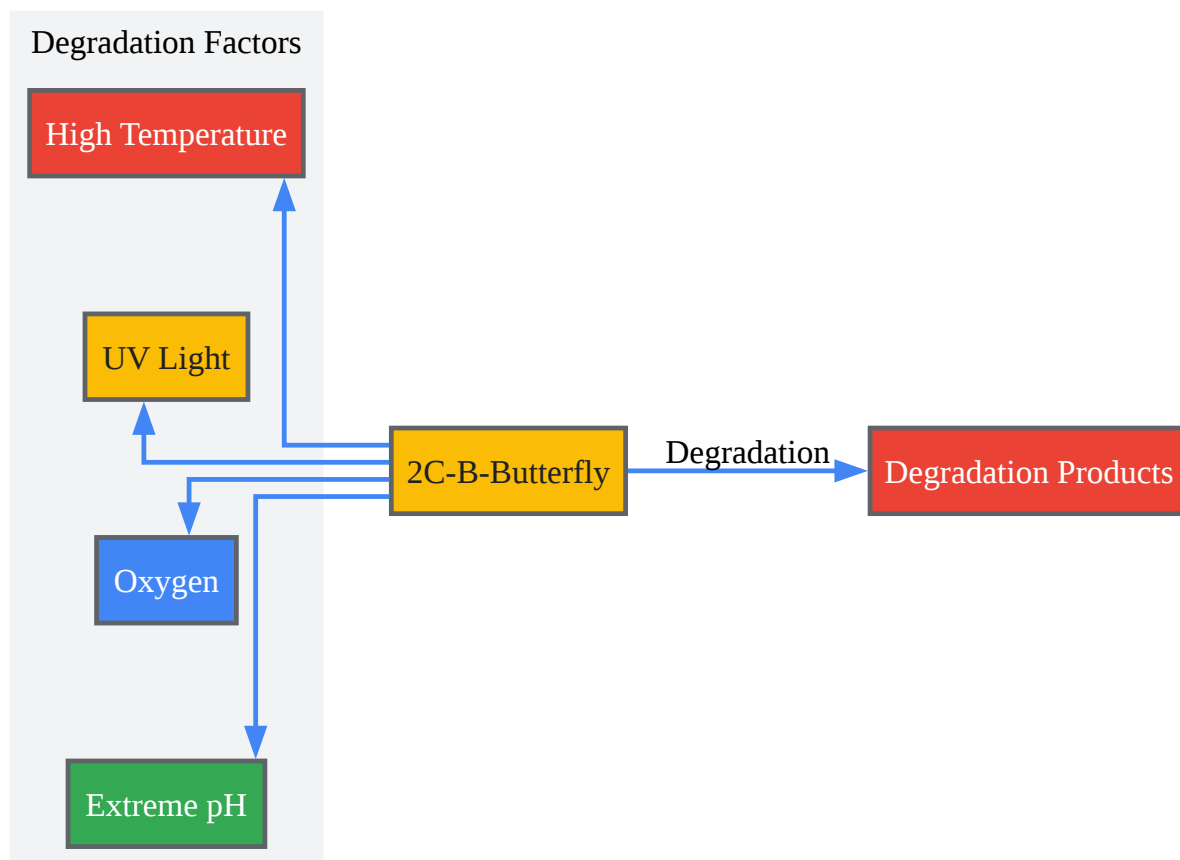 Degradation Factors
High Temperature
UV Light
2C-B-Butterfly
Degradation
Degradation Products
Oxygen
Extreme pH